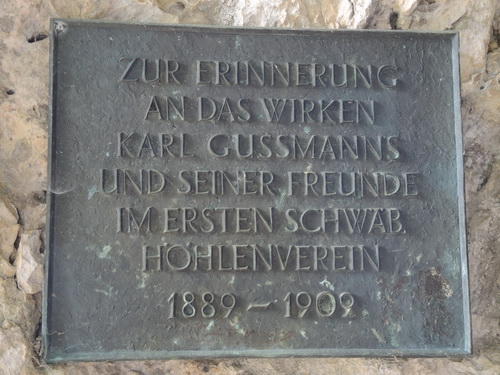 ZUR ERINNERUNG
AN DAS WIRKEN
KARL GUSSMANNS
UND SEINER FREUNDE
IM ERSTEN SCHWÄB.
HÖHLENVEREIN
1889 – 1909